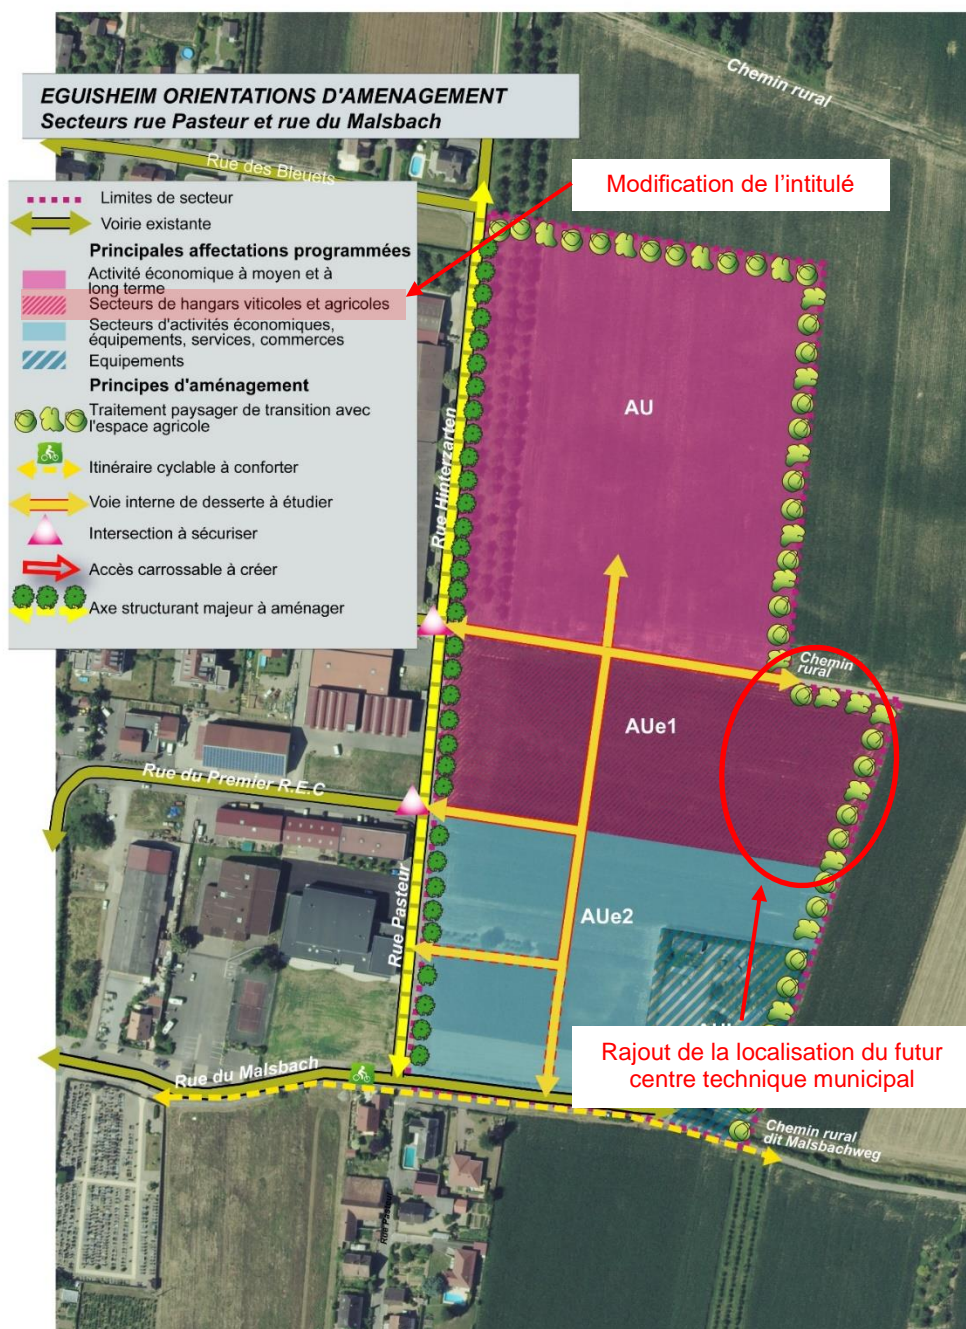 Chemin rural
EGUISHEIM ORIENTATIONS D'AMENAGEMENT
Secteurs rue Pasteur et rue du Malsbach
Rue des Bleuets
Modification de l'intitulé
Limites de secteur
Voirie existante
Principales affectations programmées
Activité économique à moyen et à
long terme
Secteurs de hangars viticoles et agricoles
Secteurs d'activités économiques,
équipements, services, commerces
Equipements
Principes d'aménagement
Traitement paysager de transition avec
l'espace agricole
Itinéraire cyclable à conforter
Voie interne de desserte à étudier
Intersection à sécuriser
Accès carrossable à créer
Axe structurant majeur à aménager
Rue Hinterzarten
AU
Chemin
rural
AUe1
Rue du Premier R.E.C
Rue Pasteur
AUe2
Rajout de la localisation du futur
centre technique municipal
Rue du Malsbach
Chemin rural
dit Malsbachweg
Rue Pasteur